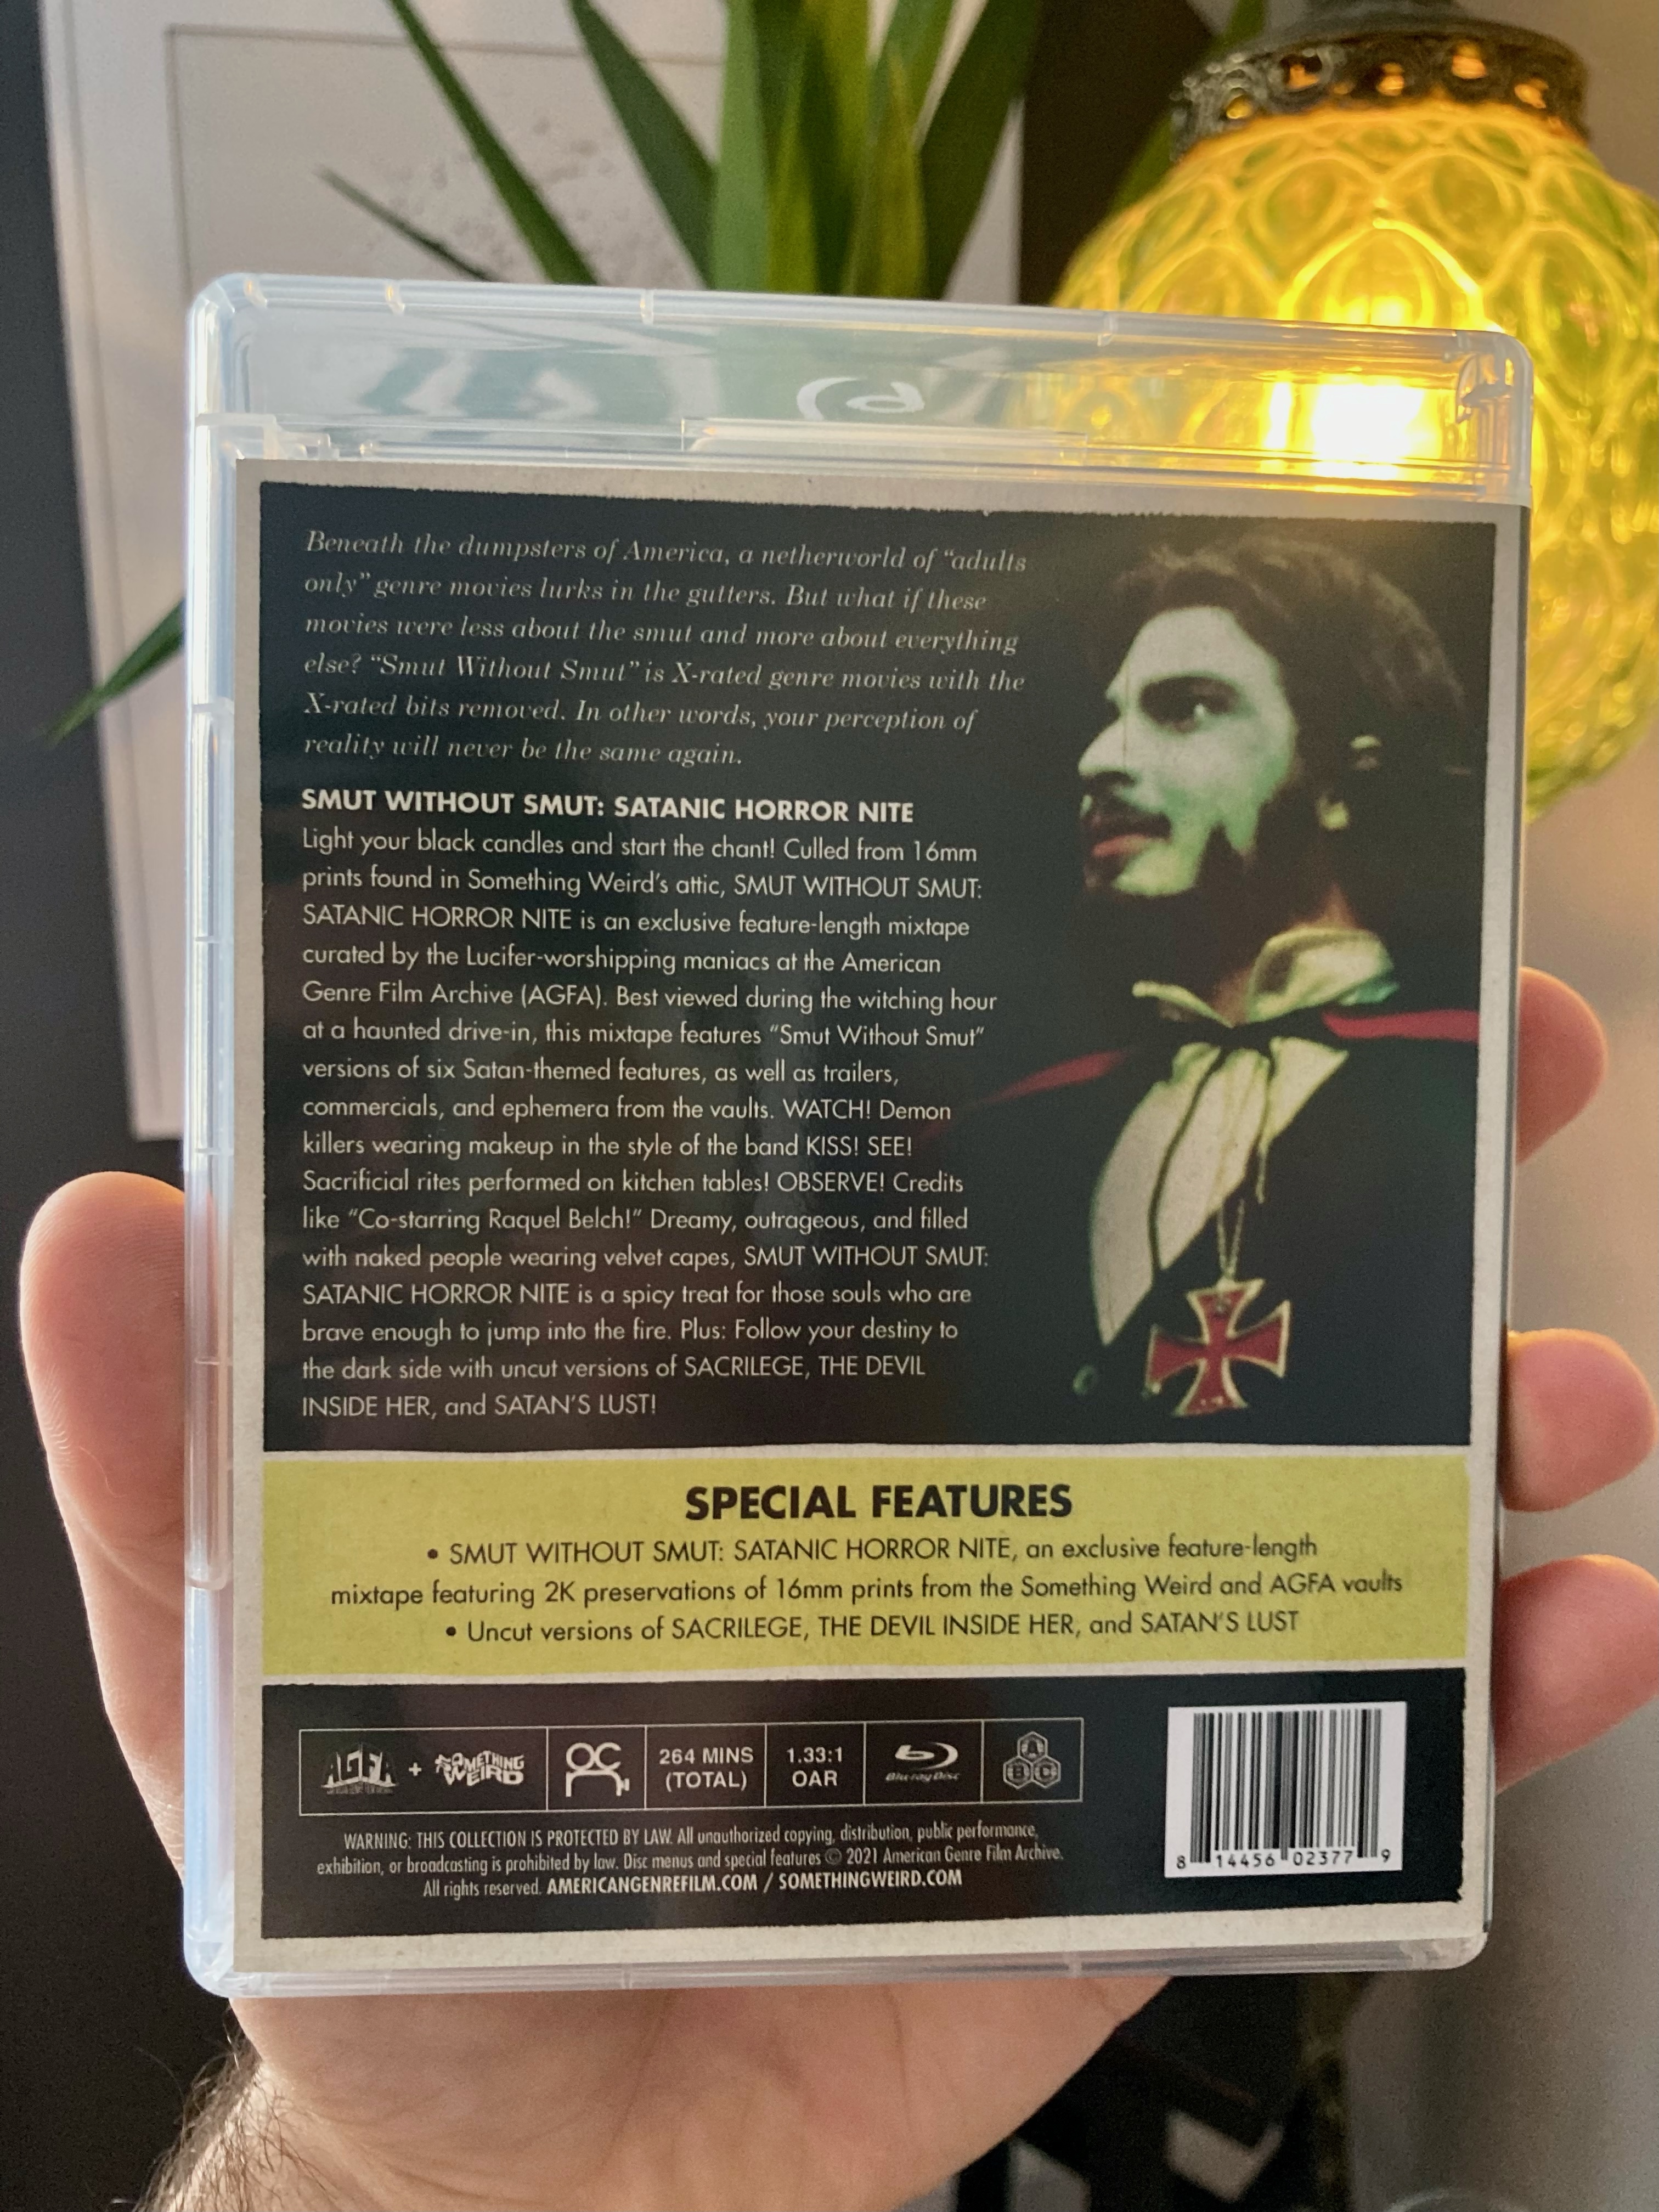 Beneath the dumpsters of America, a netherworld of “adults
only” genre movies lurks in the gutters. But what if these
movies were less about the smut and more about everything
else? “Smut Without Smut” is X-rated genre movies with the
X-rated bits removed. In other words, your perception of
reality will never be the same again.
SMUT WITHOUT SMUT: SATANIC HORROR NITE
Light your black candles and start the chant! Culled from 16mm
prints found in Something Weird’s attic, SMUT WITHOUT SMUT:
SATANIC HORROR NITE is an exclusive feature-length mixtape
curated by the Lucifer-worshipping maniacs at the American
Genre Film Archive (AGFA). Best viewed during the witching hour
at a haunted drive-in, this mixtape features “Smut Without Smut”
versions of six Satan-themed features, as well as trailers,
commercials, and ephemera from the vaults. WATCH! Demon
killers wearing makeup in the style of the band KISS! SEE!
Sacrificial rites performed on kitchen tables! OBSERVE! Credits
like “Co-starring Raquel Belch!” Dreamy, outrageous, and filled
with naked people wearing velvet capes, SMUT WITHOUT SMUT:
SATANIC HORROR NITE is a spicy treat for those souls who are
brave enough to jump into the fire. Plus: Follow your destiny to
the dark side with uncut versions of SACRILEGE, THE DEVIL
INSIDE HER, and SATAN’S LUST!
SPECIAL FEATURES
• SMUT WITHOUT SMUT: SATANIC HORROR NITE, an exclusive feature-length
mixtape featuring 2K preservations of 16mm prints from the Something Weird and AGFA vaults
• Uncut versions of SACRILEGE, THE DEVIL INSIDE HER, and SATAN’S LUST
AGFA + SOMETHING WEIRD
OC
264 MINS
(TOTAL)
1.33:1
OAR
Blu-ray Disc
A B C
WARNING: THIS COLLECTION IS PROTECTED BY LAW. All unauthorized copying, distribution, public performance,
exhibition, or broadcasting is prohibited by law. Disc menus and special features © 2021 American Genre Film Archive.
All rights reserved. AMERICANGENREFILM.COM / SOMETHINGWEIRD.COM
8 14456 02377 9